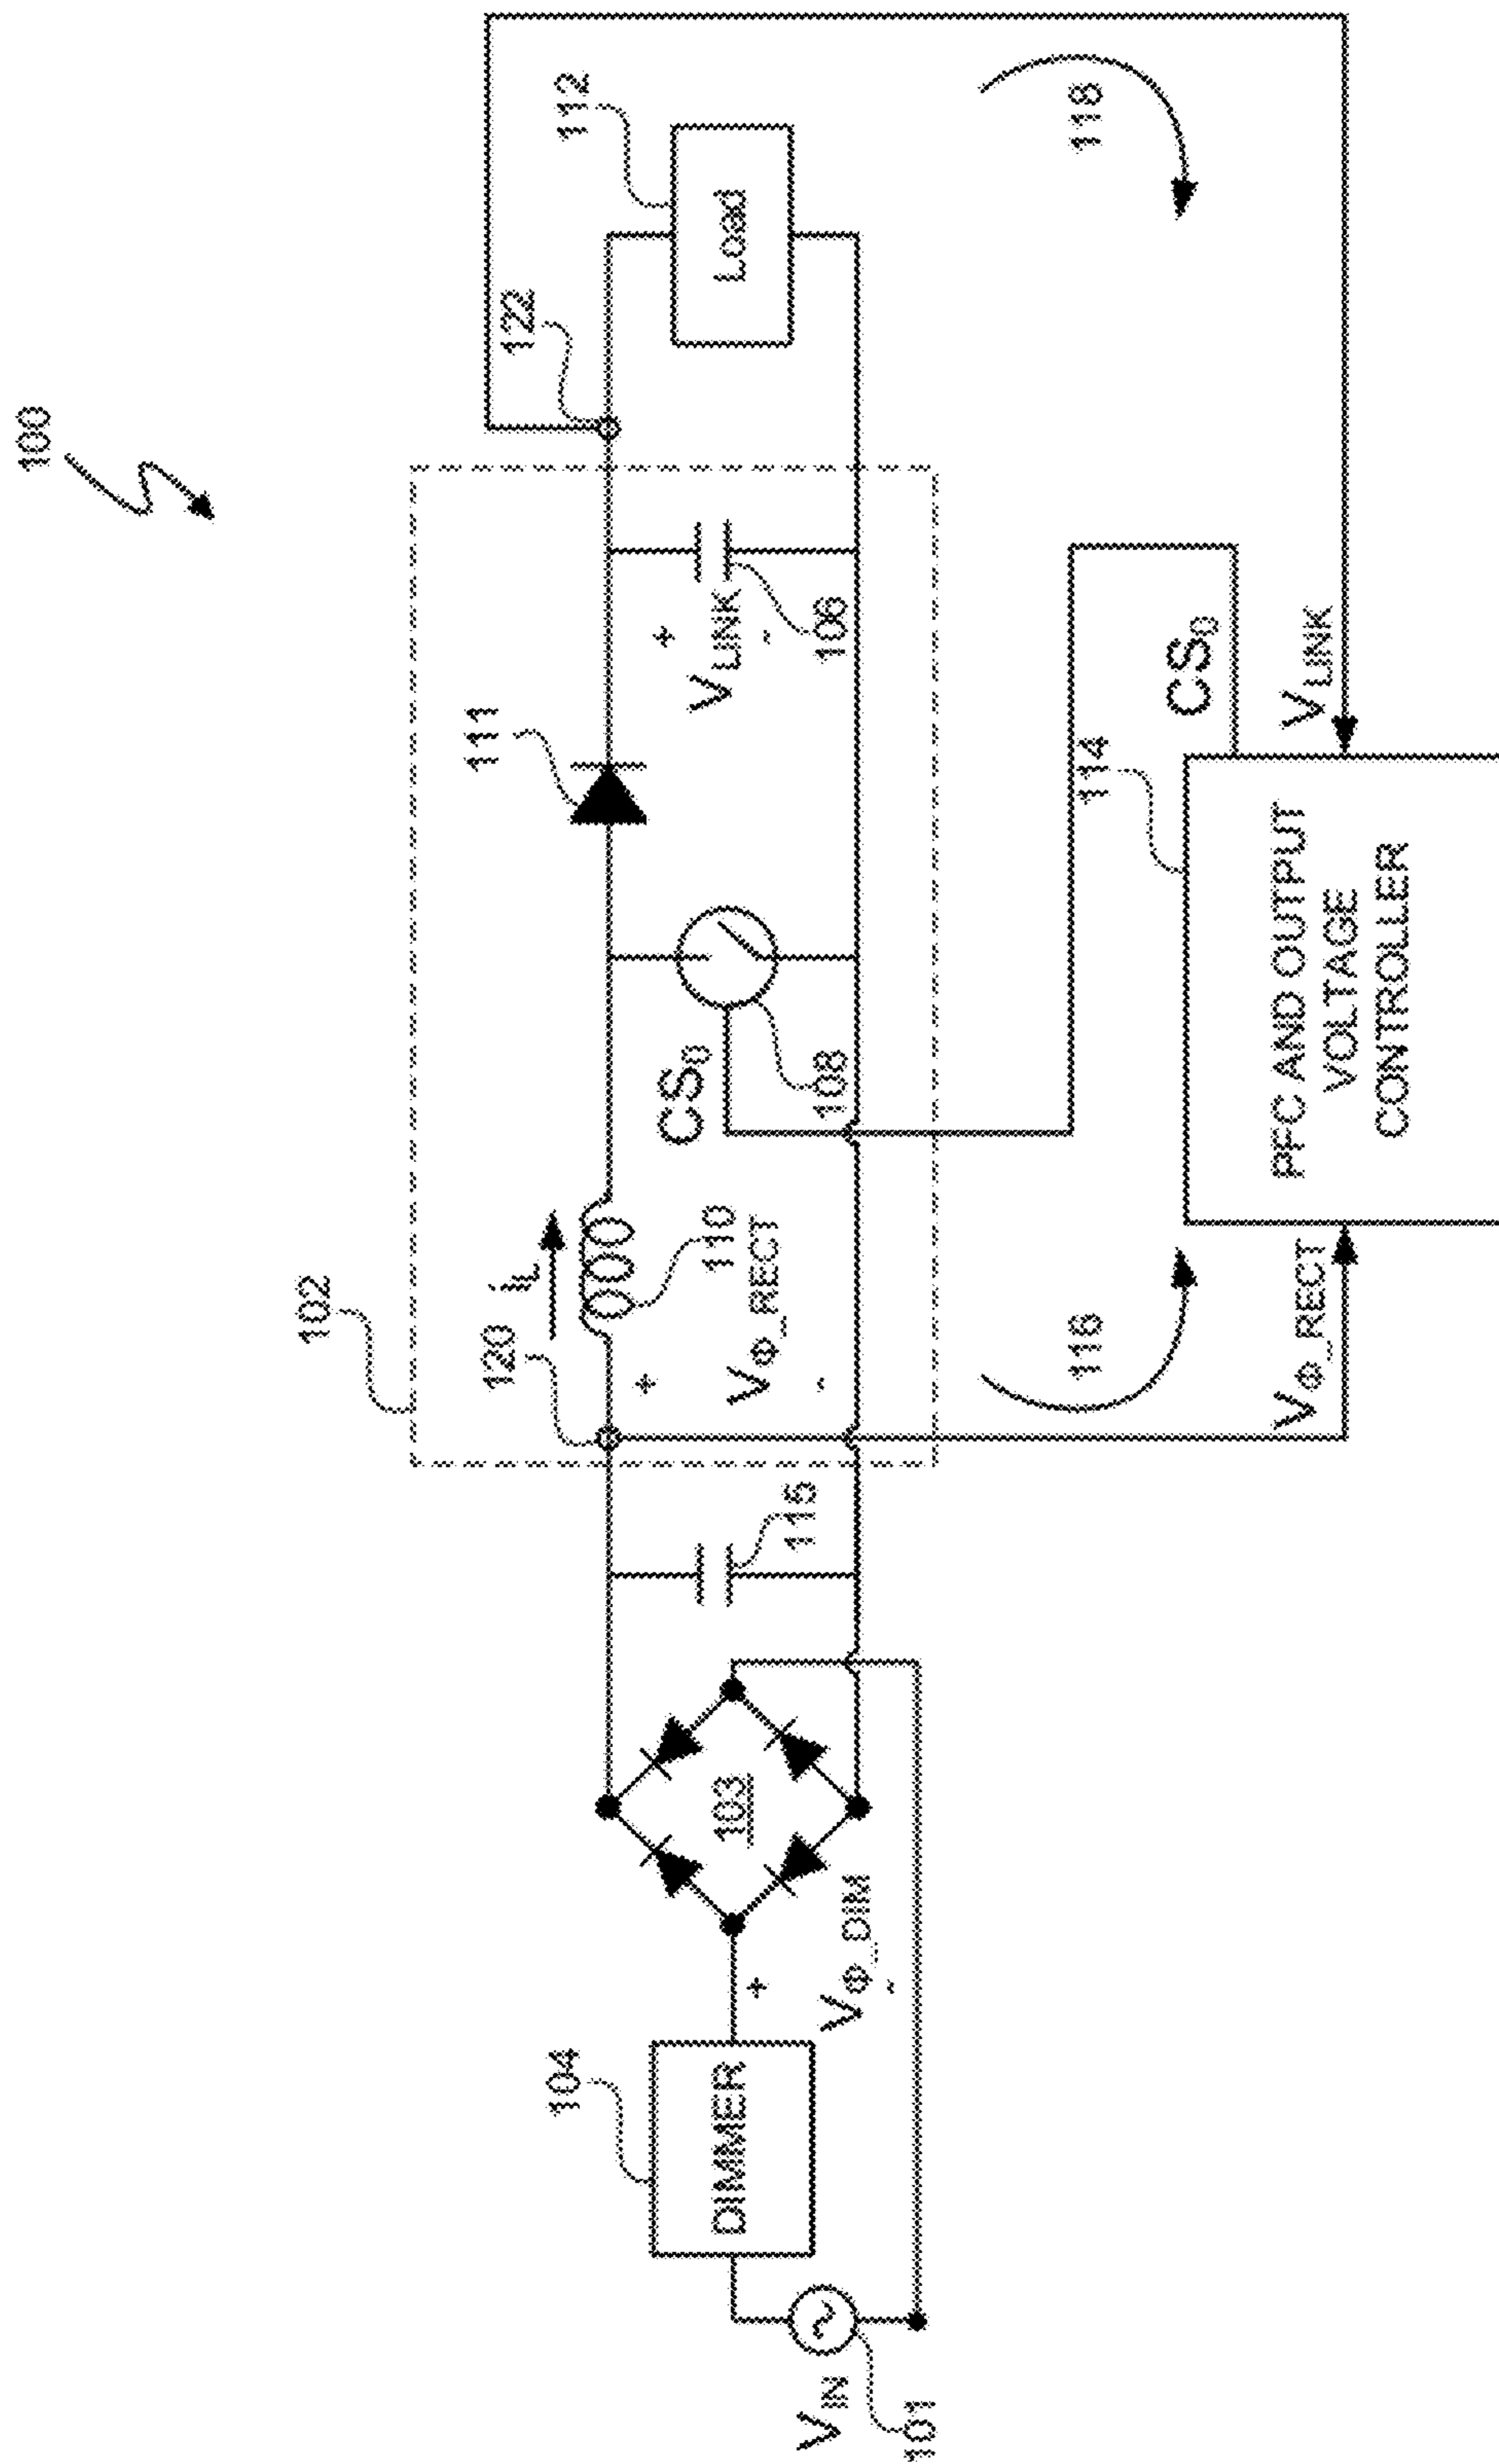 100
102
104
DIMMER
V_IN
101
+
V_Φ_DIM
-
103
115
120
i_L
110
+
V_Φ_RECT
-
CS_0
108
111
+
V_LINK
-
106
122
112
Load
116
118
114
V_Φ_RECT
CS_0
V_LINK
PFC AND OUTPUT
VOLTAGE
CONTROLLER